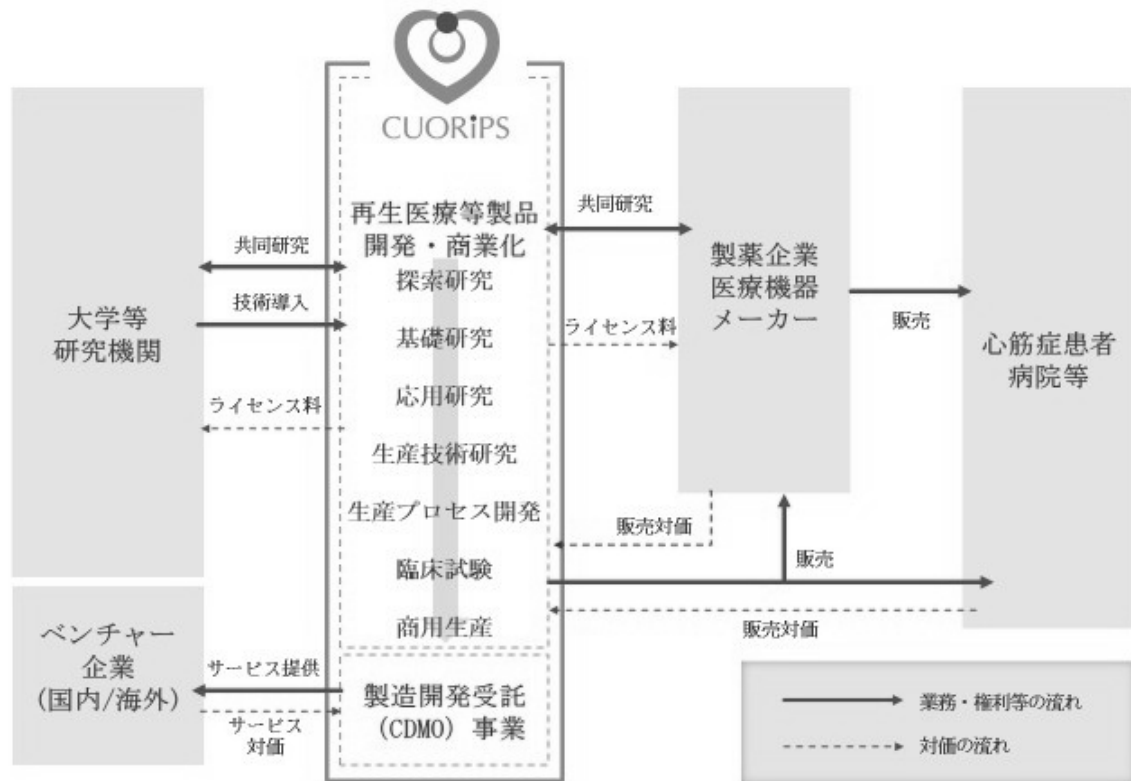 CUORiPS
再生医療等製品
開発・商業化
探索研究
基礎研究
応用研究
生産技術研究
生産プロセス開発
臨床試験
商用生産
製造開発受託
（CDMO）事業
大学等
研究機関
共同研究
技術導入
ライセンス料
ベンチャー
企業
(国内/海外)
サービス提供
サービス
対価
共同研究
ライセンス料
製薬企業
医療機器
メーカー
販売
心筋症患者
病院等
販売対価
販売
販売対価
業務・権利等の流れ
対価の流れ